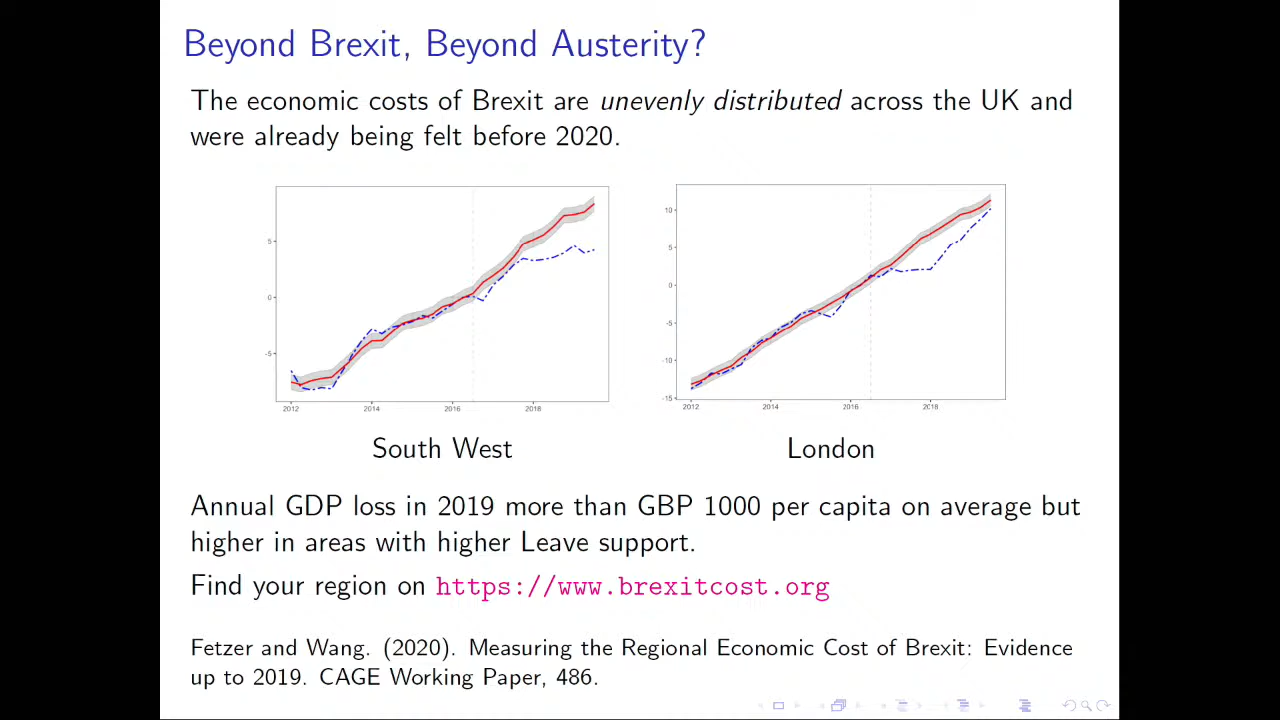 Beyond Brexit, Beyond Austerity?
The economic costs of Brexit are unevenly distributed across the UK and
were already being felt before 2020.
5
0
-5
2012 2014 2016 2018
10
5
0
-5
-10
-15
2012 2014 2016 2018
South West
London
Annual GDP loss in 2019 more than GBP 1000 per capita on average but
higher in areas with higher Leave support.
Find your region on https://www.brexitcost.org
Fetzer and Wang. (2020). Measuring the Regional Economic Cost of Brexit: Evidence
up to 2019. CAGE Working Paper, 486.